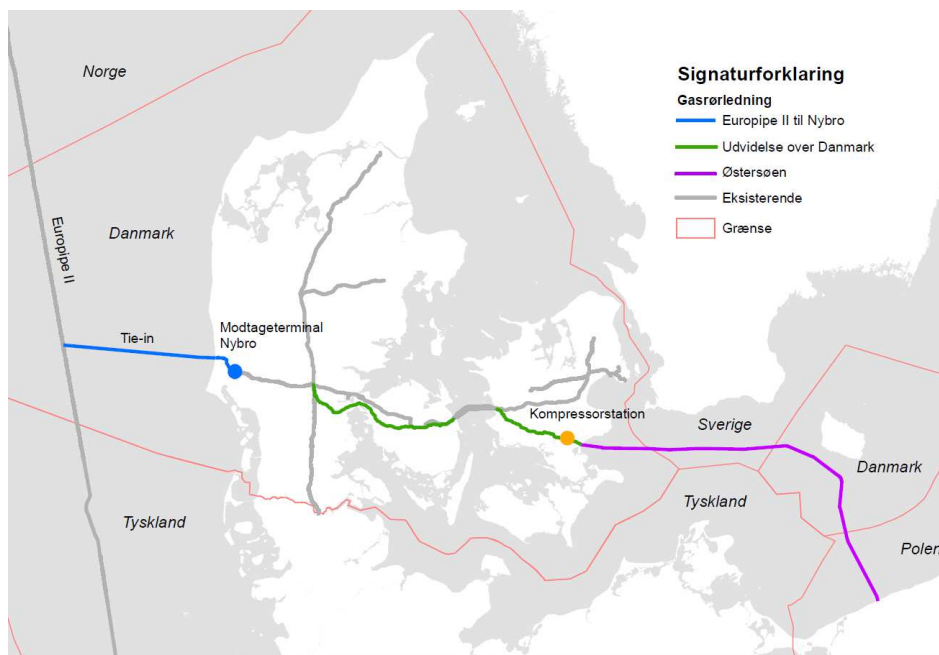 Norge
Signaturforklaring
Gasrørledning
Europipe II til Nybro
Udvidelse over Danmark
Østersøen
Eksisterende
Grænse
Danmark
Europipe II
Tie-in
Modtageterminal
Nybro
Kompressorstation
Sverige
Danmark
Tyskland
Tyskland
Polen